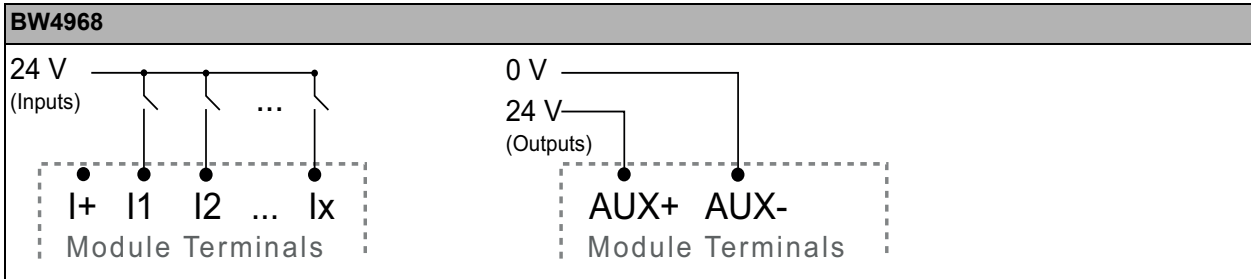 BW4968
24 V
(Inputs)
...
I+ I1 I2 ... Ix
Module Terminals
0 V
24 V
(Outputs)
AUX+ AUX-
Module Terminals